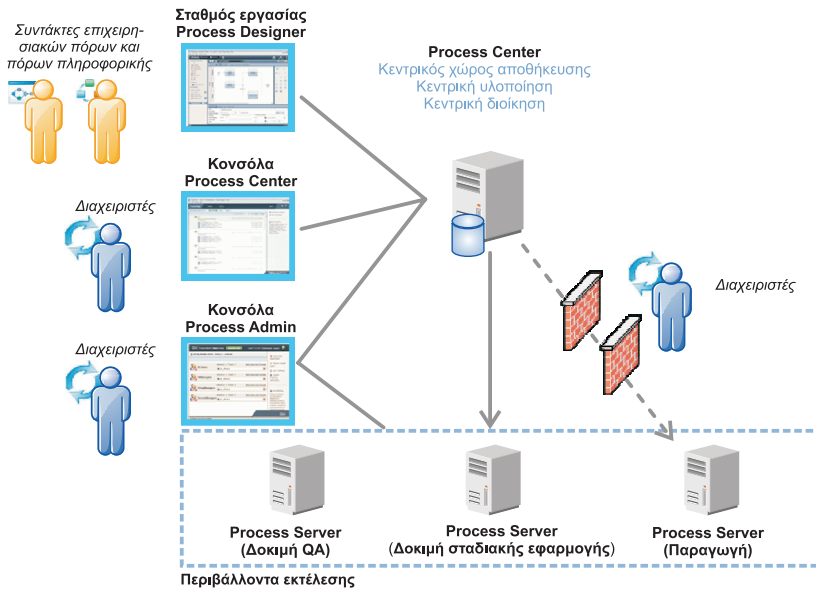 Συντάκτες επιχειρη-
σιακών πόρων και
πόρων πληροφορικής
Σταθμός εργασίας
Process Designer
Process Center
Κεντρικός χώρος αποθήκευσης
Κεντρική υλοποίηση
Κεντρική διοίκηση
Κονσόλα
Process Center
Διαχειριστές
Διαχειριστές
Κονσόλα
Process Admin
Διαχειριστές
Process Server
(Δοκιμή QA)
Process Server
(Δοκιμή σταδιακής εφαρμογής)
Process Server
(Παραγωγή)
Περιβάλλοντα εκτέλεσης